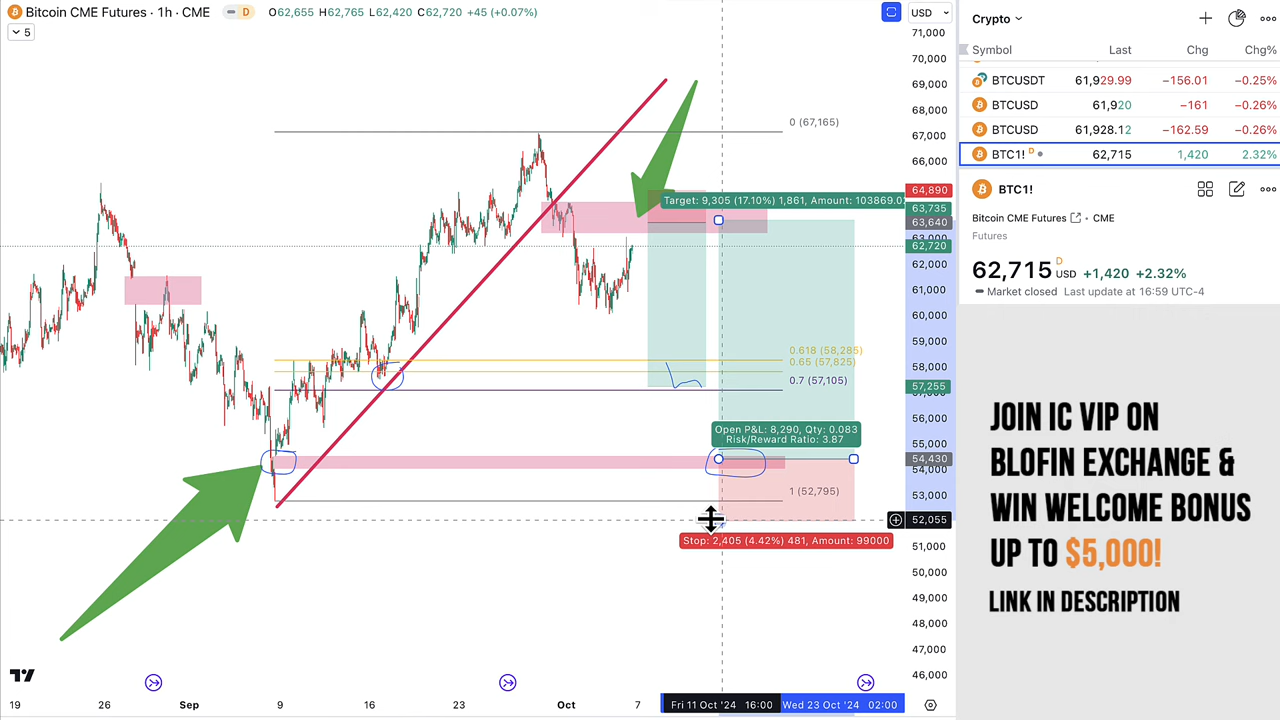 Bitcoin CME Futures · 1h · CME D O62,655 H62,765 L62,420 C62,720 +45 (+0.07%)
5
USD
71,000
70,000
69,000
68,000
67,000
66,000
64,890
63,735
63,640
63,000
62,720
62,000
61,000
60,000
59,000
58,000
57,255
57,000
56,000
55,000
54,430
54,000
53,000
52,055
51,000
50,000
49,000
48,000
47,000
46,000
0 (67,165)
Target: 9,305 (17.10%) 1,861, Amount: 103869.0
0.618 (58,285)
0.65 (57,825)
0.7 (57,105)
Open P&L: 8,290, Qty: 0.083
Risk/Reward Ratio: 3.87
1 (52,795)
Stop: 2,405 (4.42%) 481, Amount: 99000
19 26 Sep 9 16 23 Oct 7 Fri 11 Oct '24 16:00 Wed 23 Oct '24 02:00
Crypto
Symbol Last Chg Chg%
BTCUSDT 61,929.99 −156.01 −0.25%
BTCUSD 61,920 −161 −0.26%
BTCUSD 61,928.12 −162.59 −0.26%
BTC1! D 62,715 1,420 2.32%
BTC1!
Bitcoin CME Futures · CME
Futures
62,715 D USD +1,420 +2.32%
Market closed Last update at 16:59 UTC-4
JOIN IC VIP ON
BLOFIN EXCHANGE &
WIN WELCOME BONUS
UP TO $5,000!
LINK IN DESCRIPTION